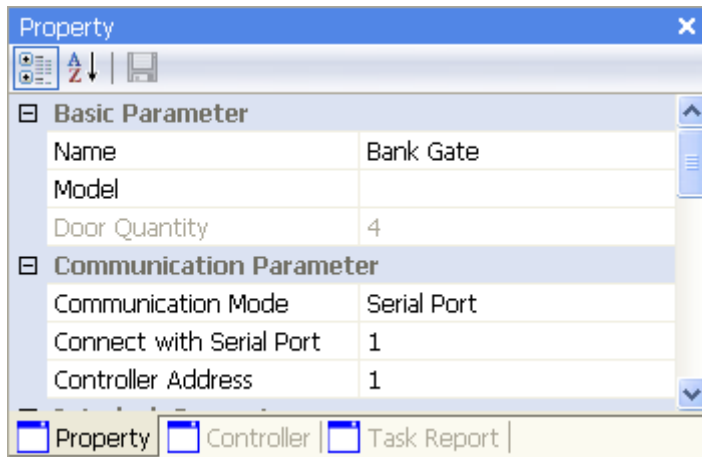 Property
Basic Parameter
Name Bank Gate
Model
Door Quantity 4
Communication Parameter
Communication Mode Serial Port
Connect with Serial Port 1
Controller Address 1
Property Controller Task Report